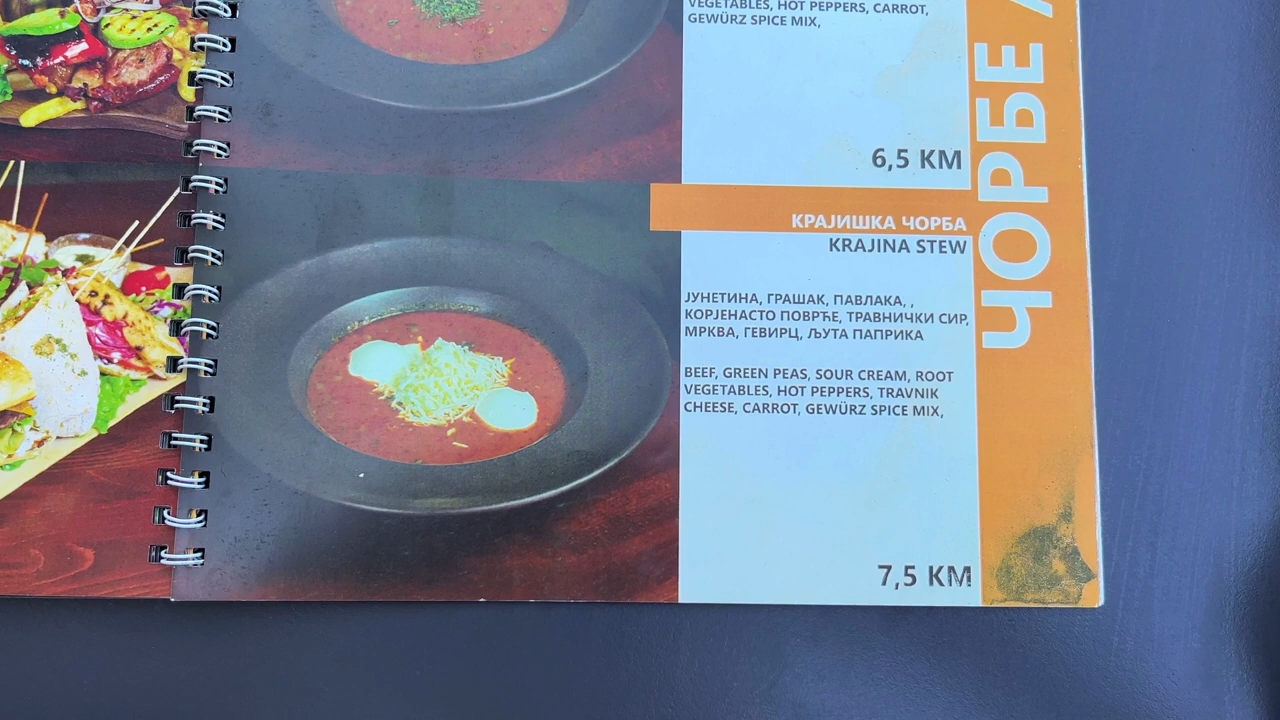 VEGETABLES, HOT PEPPERS, CARROT,
GEWÜRZ SPICE MIX,
6,5 KM
КРАЈИШКА ЧОРБА
KRAJINA STEW
ЈУНЕТИНА, ГРАШАК, ПАВЛАКА, ,
КОРЈЕНАСТО ПОВРЋЕ, ТРАВНИЧКИ СИР,
МРКВА, ГЕВИРЦ, ЉУТА ПАПРИКА
BEEF, GREEN PEAS, SOUR CREAM, ROOT
VEGETABLES, HOT PEPPERS, TRAVNIK
CHEESE, CARROT, GEWÜRZ SPICE MIX,
7,5 KM
ЧОРБЕ /